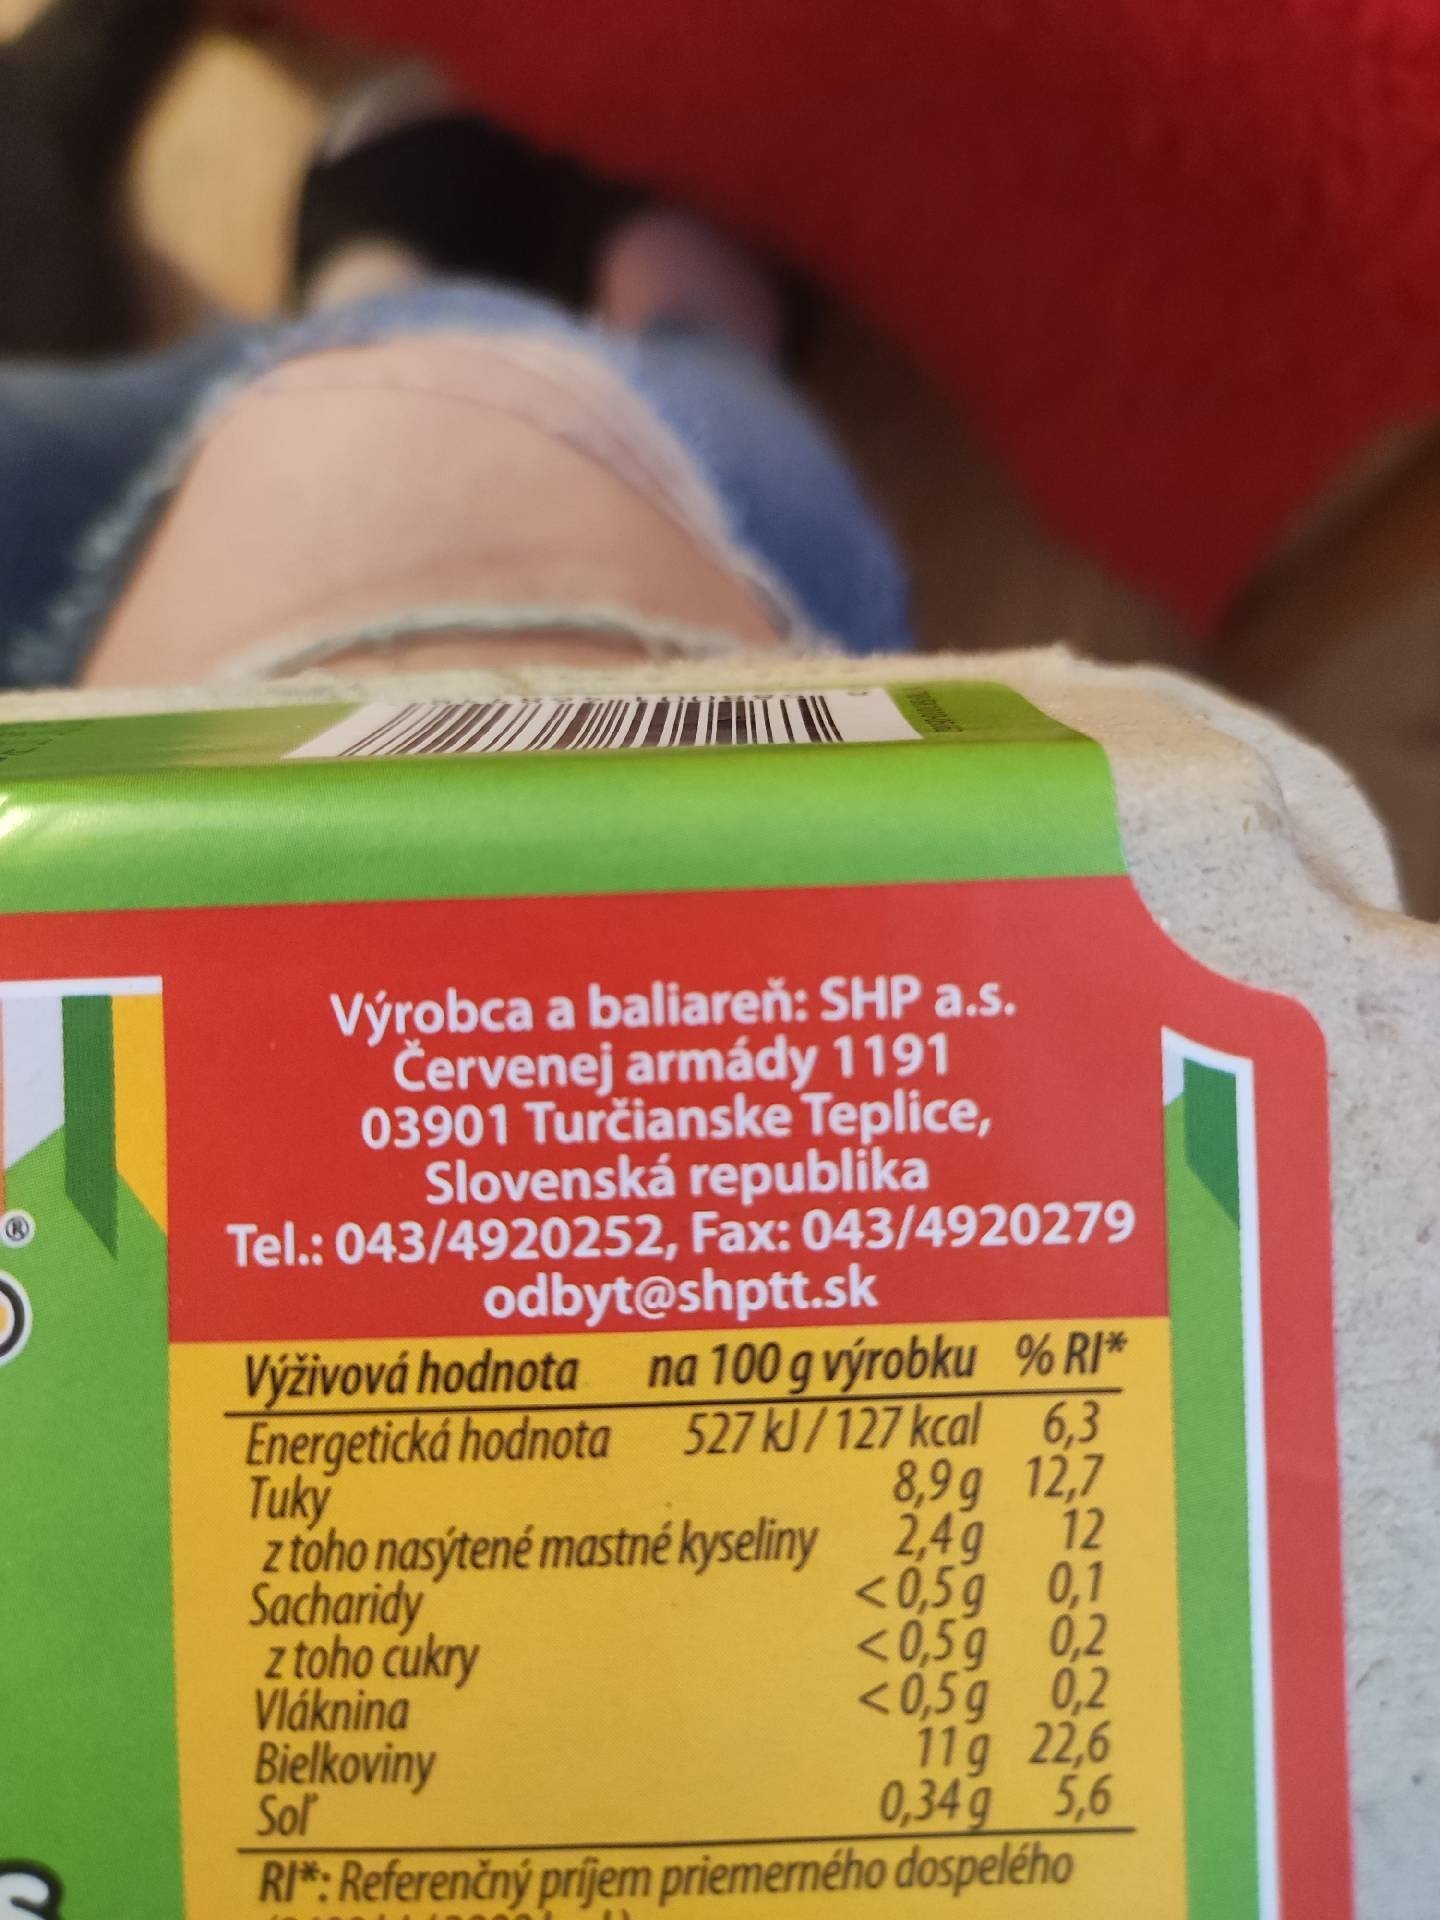 Výrobca a baliareň: SHP a.s.
Červenej armády 1191
03901 Turčianske Teplice,
Slovenská republika
Tel.: 043/4920252, Fax: 043/4920279
odbyt@shptt.sk
Výživová hodnota na 100 g výrobku % RI*
Energetická hodnota 527 kJ / 127 kcal 6,3
Tuky 8,9 g 12,7
z toho nasýtené mastné kyseliny 2,4 g 12
Sacharidy < 0,5 g 0,1
z toho cukry < 0,5 g 0,2
Vláknina < 0,5 g 0,2
Bielkoviny 11 g 22,6
Soľ 0,34 g 5,6
RI*: Referenčný príjem priemerného dospelého
®